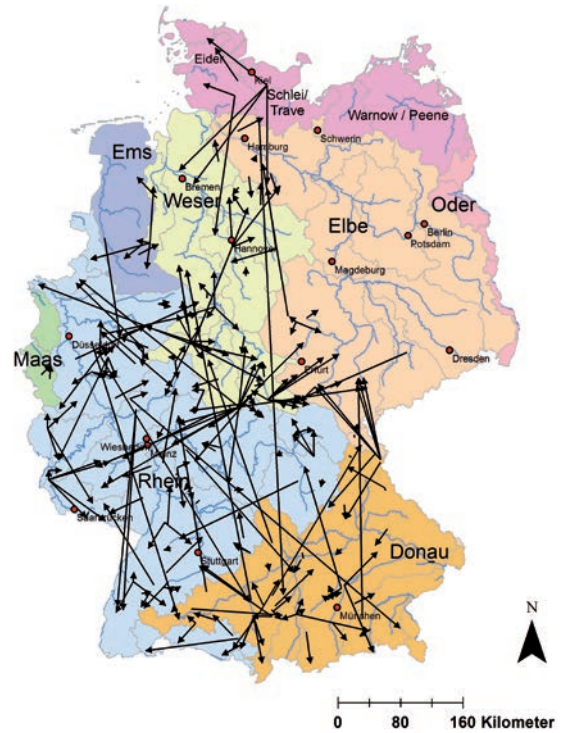 Eider
Kiel
Schlei/
Trave
Warnow / Peene
Schwerin
Hamburg
Ems
Bremen
Weser
Oder
Elbe
Berlin
Potsdam
Hannover
Magdeburg
Maas
Erfurt
Dresden
Mainz
Rhein
Saarbrücken
Stuttgart
Donau
München
N
0 80 160 Kilometer